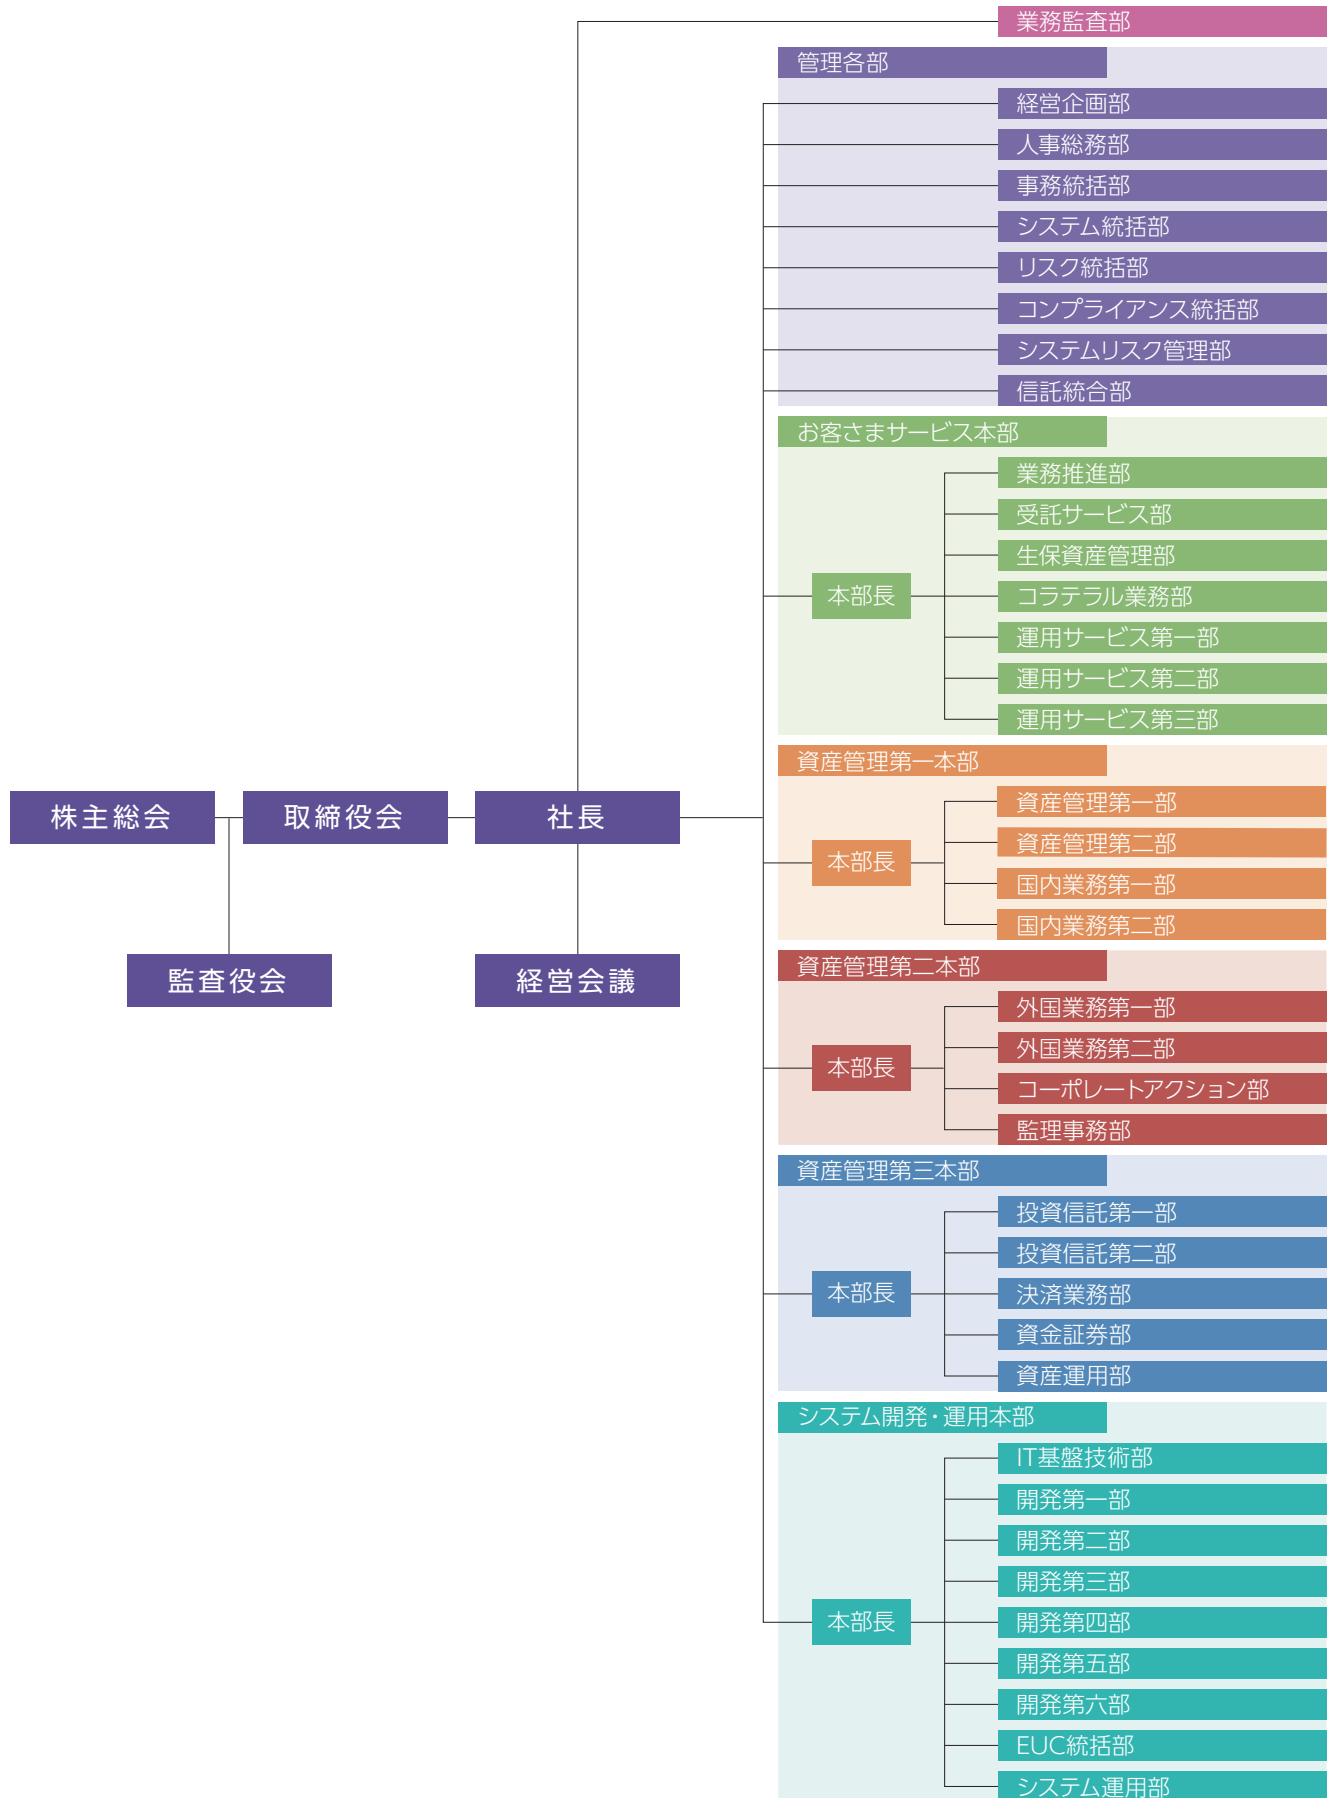 業務監査部
管理各部
経営企画部
人事総務部
事務統括部
システム統括部
リスク統括部
コンプライアンス統括部
システムリスク管理部
信託統合部
お客さまサービス本部
業務推進部
受託サービス部
生保資産管理部
本部長
コラテラル業務部
運用サービス第一部
運用サービス第二部
運用サービス第三部
資産管理第一本部
資産管理第一部
資産管理第二部
本部長
国内業務第一部
国内業務第二部
株主総会
取締役会
社長
監査役会
経営会議
資産管理第二本部
外国業務第一部
外国業務第二部
本部長
コーポレートアクション部
監理事務部
資産管理第三本部
投資信託第一部
投資信託第二部
本部長
決済業務部
資金証券部
資産運用部
システム開発・運用本部
IT基盤技術部
開発第一部
開発第二部
開発第三部
本部長
開発第四部
開発第五部
開発第六部
EUC統括部
システム運用部